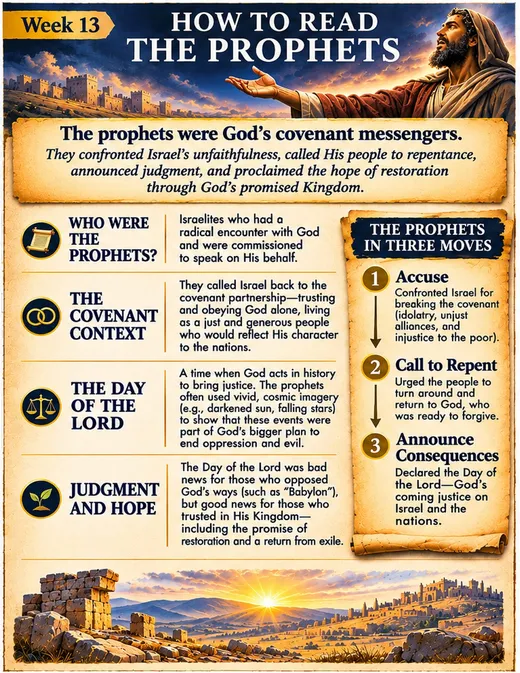 Week 13
HOW TO READ
THE PROPHETS
The prophets were God’s covenant messengers.
They confronted Israel’s unfaithfulness, called His people to repentance,
announced judgment, and proclaimed the hope of restoration
through God’s promised Kingdom.
WHO WERE
THE
PROPHETS?
Israelites who had a
radical encounter with God
and were commissioned
to speak on His behalf.
THE
COVENANT
CONTEXT
They called Israel back to the
covenant partnership—trusting
and obeying God alone, living
as a just and generous people
who would reflect His character
to the nations.
THE DAY
OF THE
LORD
A time when God acts in history
to bring justice. The prophets
often used vivid, cosmic imagery
(e.g., darkened sun, falling stars)
to show that these events were
part of God’s bigger plan to
end oppression and evil.
JUDGMENT
AND HOPE
The Day of the Lord was bad
news for those who opposed
God’s ways (such as “Babylon”),
but good news for those who
trusted in His Kingdom—
including the promise of
restoration and a return from exile.
THE PROPHETS
IN THREE MOVES
1 Accuse
Confronted Israel for
breaking the covenant
(idolatry, unjust
alliances, and
injustice to the poor).
2 Call to Repent
Urged the people to
turn around and
return to God, who
was ready to forgive.
3 Announce
Consequences
Declared the Day of
the Lord—God’s
coming justice on
Israel and the
nations.